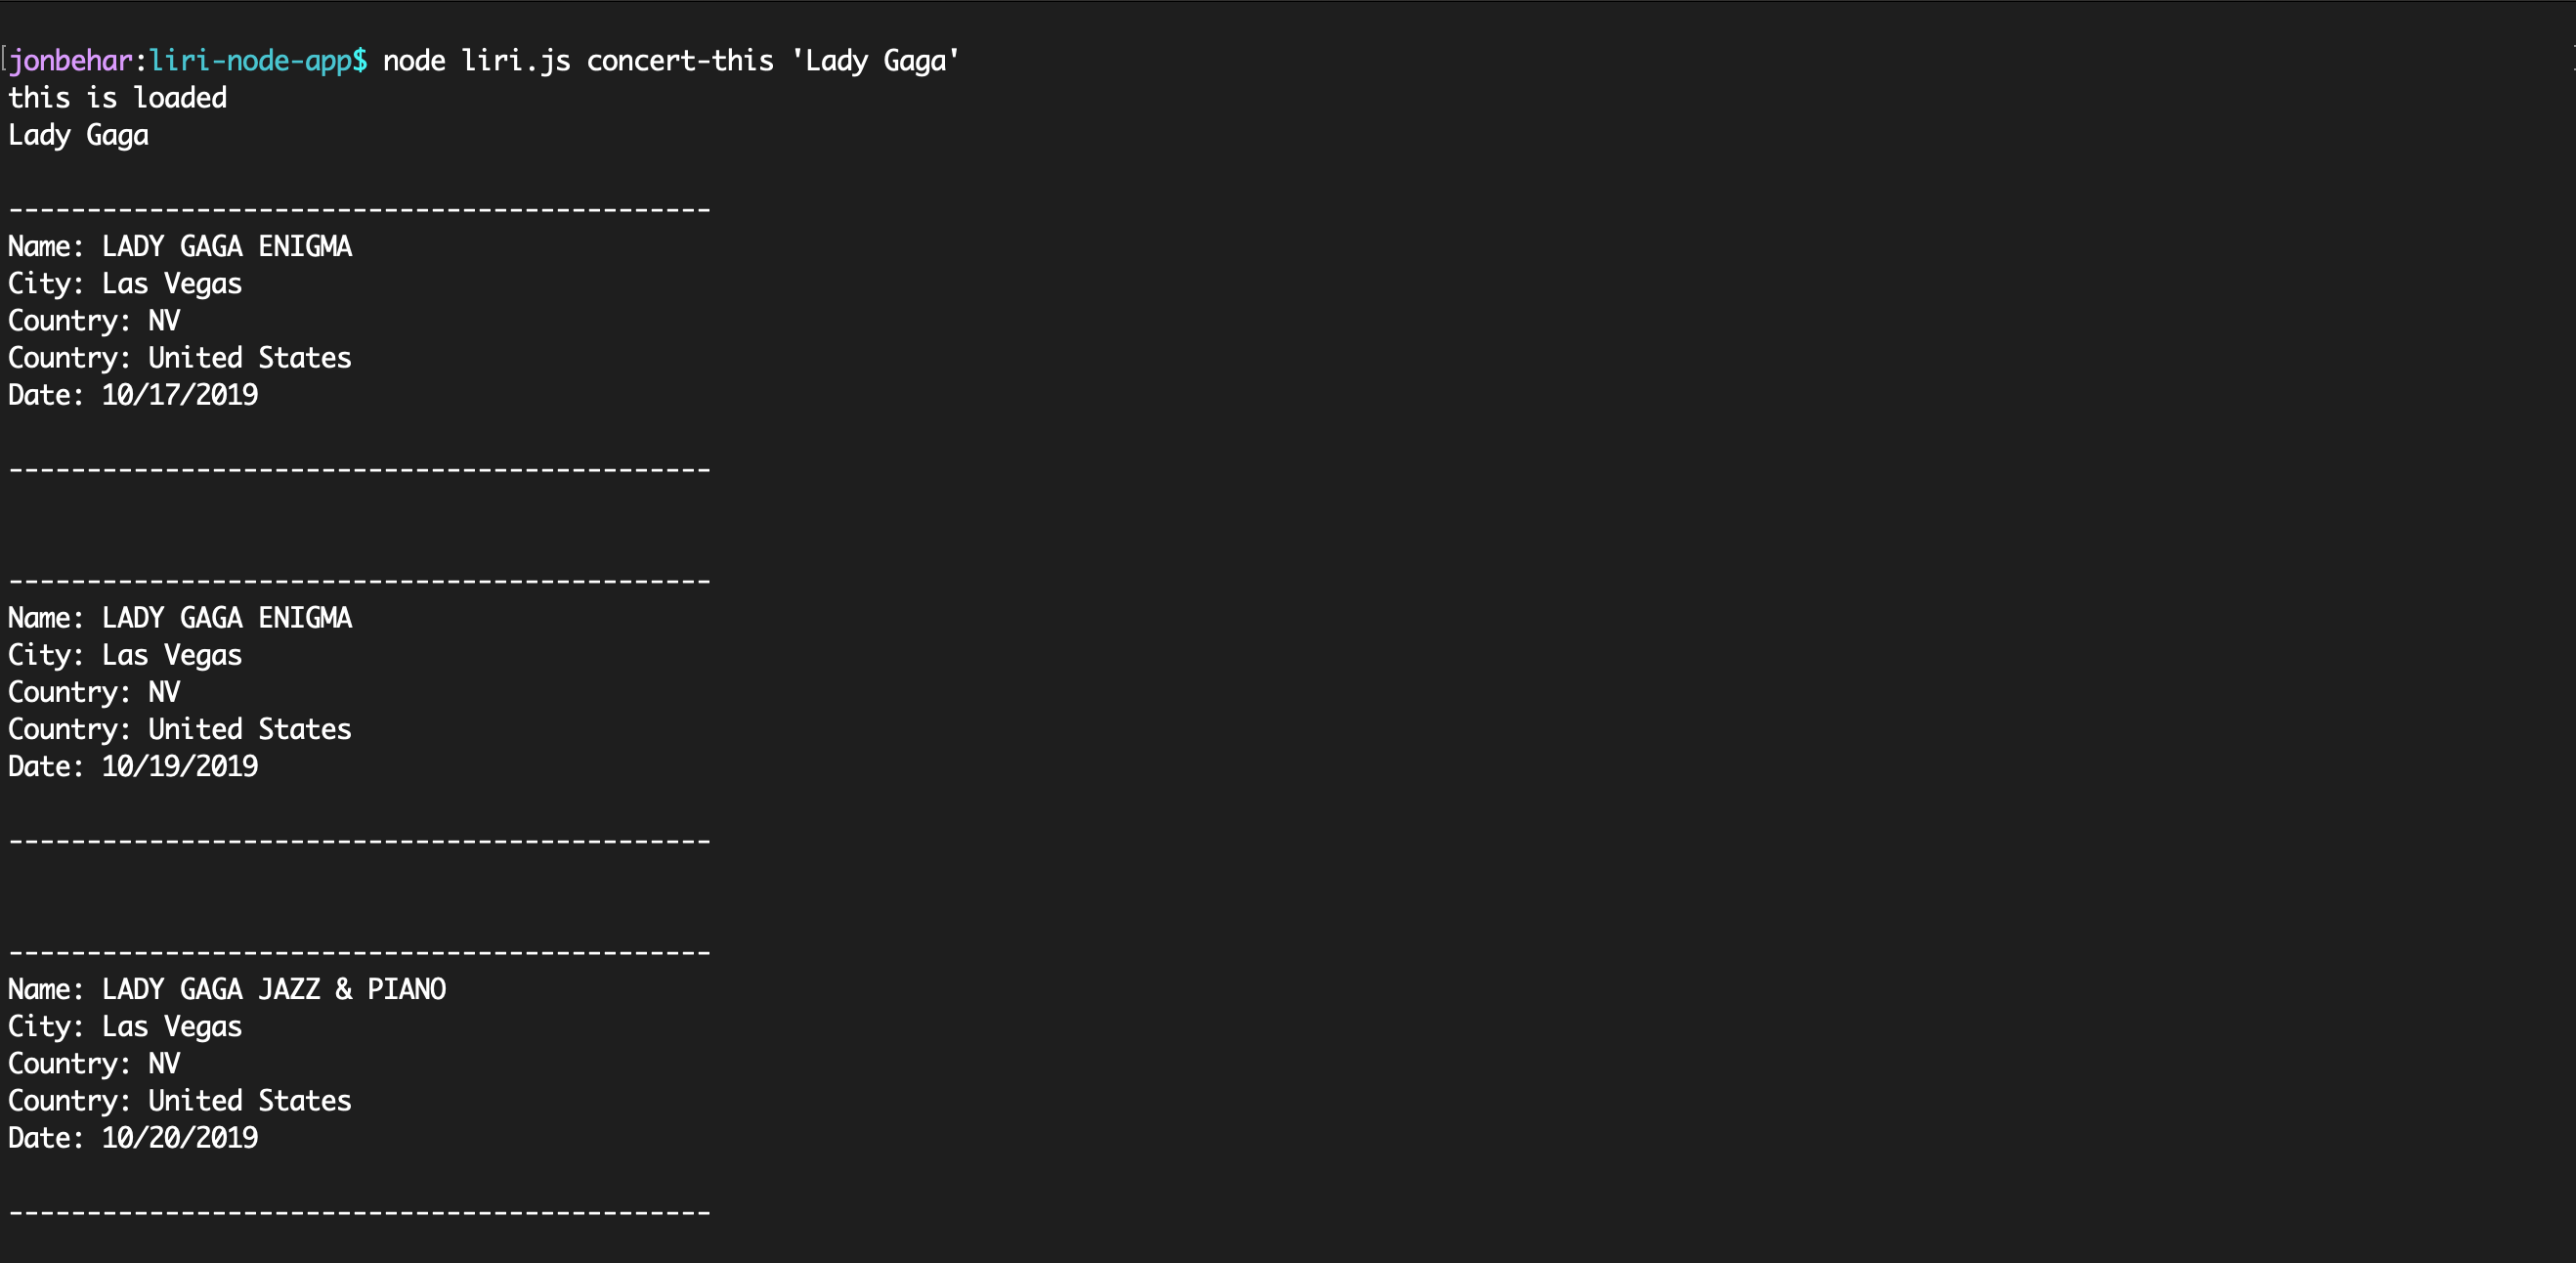 jonbehar:liri-node-app$ node liri.js concert-this 'Lady Gaga'
this is loaded
Lady Gaga
---------------------------------------------
Name: LADY GAGA ENIGMA
City: Las Vegas
Country: NV
Country: United States
Date: 10/17/2019
---------------------------------------------
---------------------------------------------
Name: LADY GAGA ENIGMA
City: Las Vegas
Country: NV
Country: United States
Date: 10/19/2019
---------------------------------------------
---------------------------------------------
Name: LADY GAGA JAZZ & PIANO
City: Las Vegas
Country: NV
Country: United States
Date: 10/20/2019
---------------------------------------------